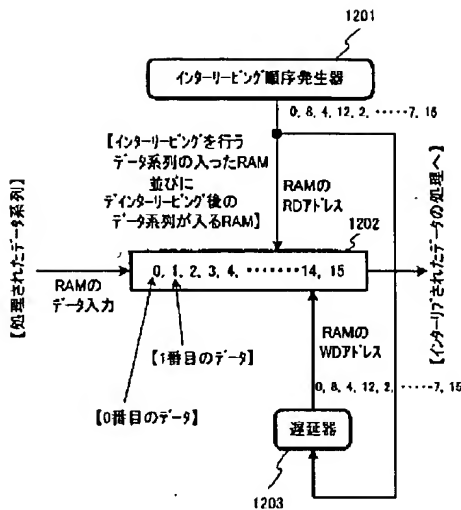 1201
インターリービング順序発生器
0, 8, 4, 12, 2, ‥‥‥7, 15
【インターリービングを行う
データ系列の入ったRAM
並びに
デインターリービング後の
データ系列が入るRAM】
RAMの
RDアドレス
1202
【処理されたデータ系列】
RAMの
データ入力
0, 1, 2, 3, 4, ‥‥‥‥14, 15
【インターリブされたデータの処理へ】
【1番目のデータ】
【0番目のデータ】
RAMの
WDアドレス
0, 8, 4, 12, 2, ‥‥‥7, 15
遅延器
1203